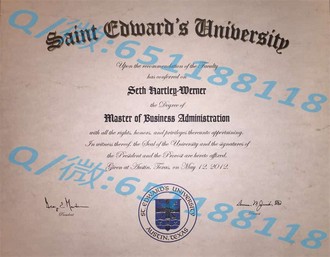 Saint Edward's University
Upon the recommendation of the Faculty
has conferred on
Seth Hartley-Werner
the Degree of
Master of Business Administration
with all the rights, honors, and privileges thereunto appertaining.
In witness thereof, the Seal of the University and the signatures of
the President and the Provost are hereto affixed.
Given at Austin, Texas, on May 12, 2012.
President
ST. EDWARD'S UNIVERSITY
AUSTIN, TEXAS
Q/微:651188118
Q/微:651188118